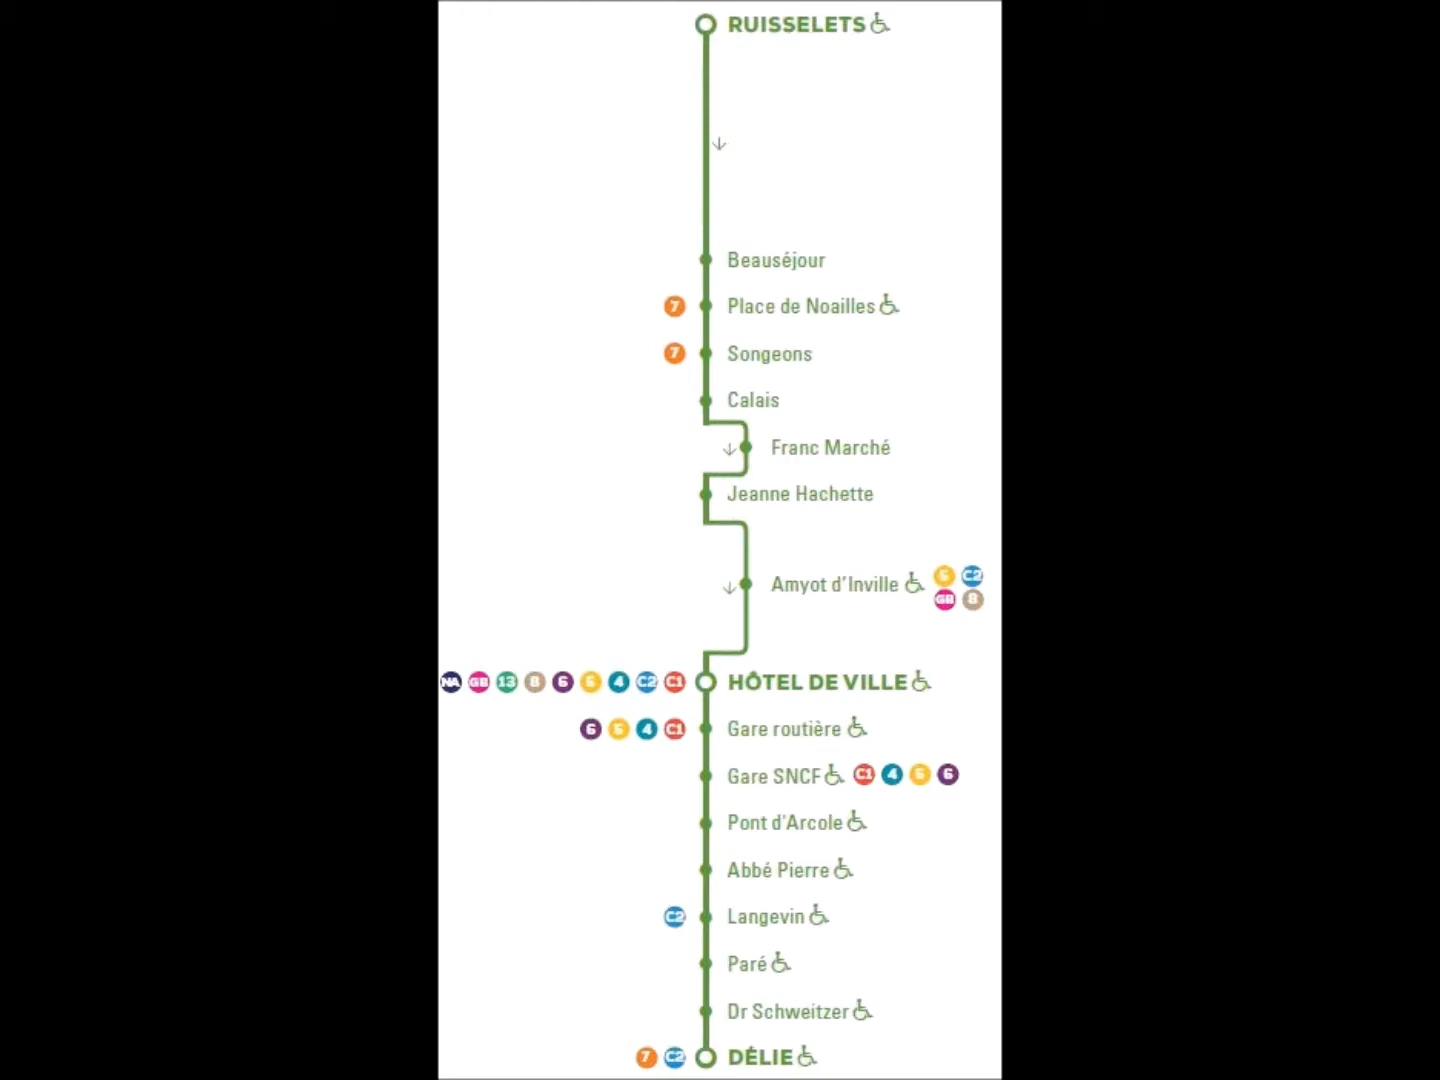 RUISSELETS
Beauséjour
7 Place de Noailles
7 Songeons
Calais
Franc Marché
Jeanne Hachette
Amyot d'Inville 5 C2
GB 8
NA GB 13 8 6 5 4 C2 C1 HÔTEL DE VILLE
6 5 4 C1 Gare routière
Gare SNCF C1 4 5 6
Pont d'Arcole
Abbé Pierre
C2 Langevin
Paré
Dr Schweitzer
7 C2 DÉLIE